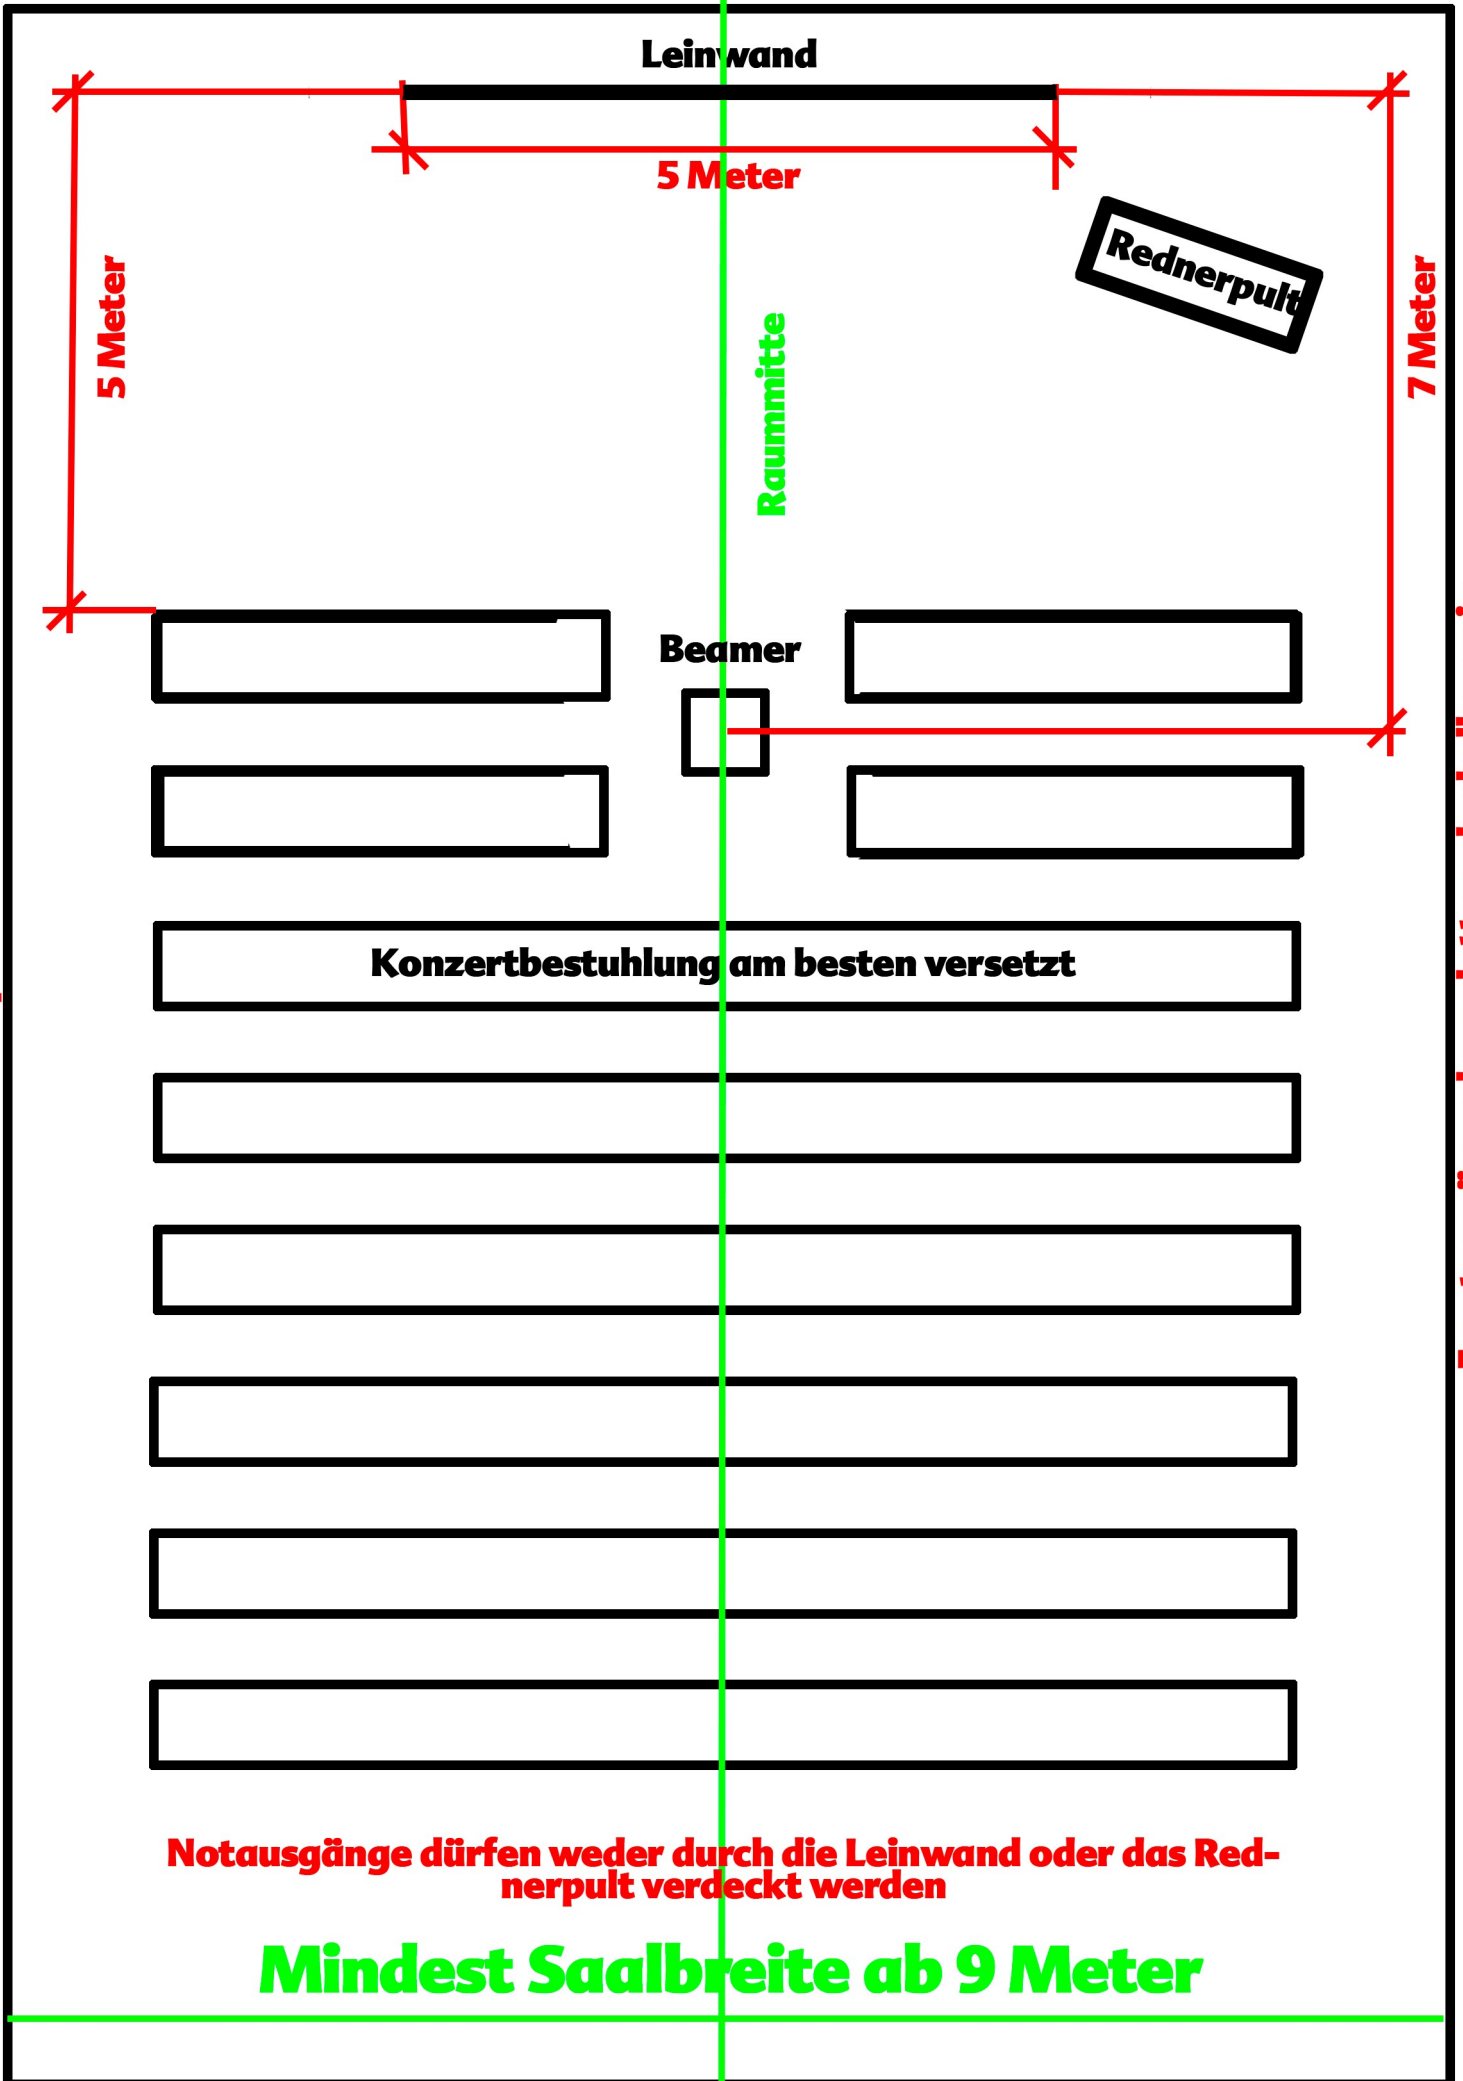 Leinwand
5 Meter
Rednerpult
5 Meter
7 Meter
Raummitte
Beamer
Konzertbestuhlung am besten versetzt
Notausgänge dürfen weder durch die Leinwand oder das Red-
nerpult verdeckt werden
Mindest Saalbreite ab 9 Meter